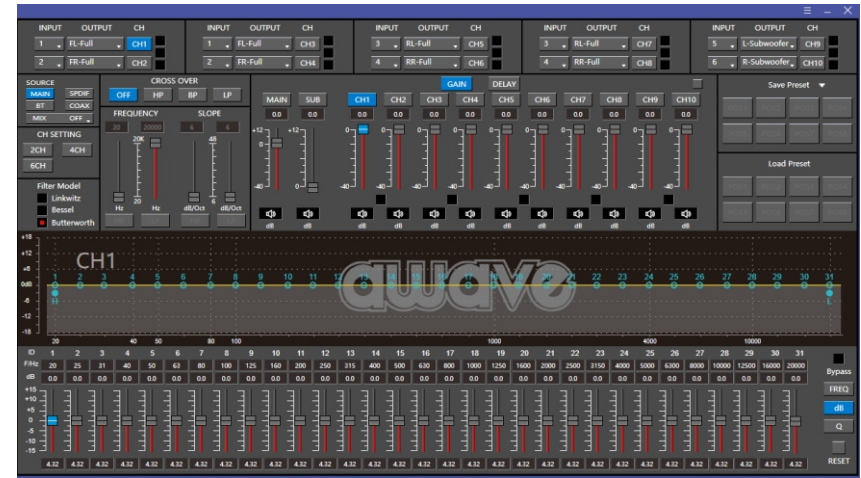 INPUT OUTPUT CH INPUT OUTPUT CH INPUT OUTPUT CH INPUT OUTPUT CH INPUT OUTPUT CH
1 FL-Full CH1 1 FL-Full CH3 3 RL-Full CH5 3 RL-Full CH7 5 L-Subwoofer CH9
2 FR-Full CH2 2 FR-Full CH4 4 RR-Full CH6 4 RR-Full CH8 6 R-Subwoofer CH10
SOURCE
MAIN SPDIF
BT COAX
MIX OFF
CH SETTING
2CH 4CH
6CH
Filter Model
Linkwitz
Bessel
Butterworth
CROSS OVER
OFF HP BP LP
FREQUENCY SLOPE
20 20000 6 6
20K 48
20 6
Hz Hz dB/Oct dB/Oct
GAIN DELAY
MAIN SUB CH1 CH2 CH3 CH4 CH5 CH6 CH7 CH8 CH9 CH10
0.0 0.0 0.0 0.0 0.0 0.0 0.0 0.0 0.0 0.0 0.0 0.0
+12 +12 0 0 0 0 0 0 0 0 0 0
0
-40 0 -40 -40 -40 -40 -40 -40 -40 -40 -40 -40
dB dB dB dB dB dB dB dB dB dB dB dB
Save Preset
Load Preset
+18
+12
CH1
+6
1 2 3 4 5 6 7 8 9 10 11 12 13 14 15 16 17 18 19 20 21 22 23 24 25 26 27 28 29 30 31
0dB
awave
-6 H L
-12
-18
20 40 50 80 100 1000 4000 10000
ID 1 2 3 4 5 6 7 8 9 10 11 12 13 14 15 16 17 18 19 20 21 22 23 24 25 26 27 28 29 30 31
F/Hz 20 25 31 40 50 63 80 100 125 160 200 250 315 400 500 630 800 1000 1250 1600 2000 2500 3150 4000 5000 6300 8000 10000 12500 16000 20000
dB 0.0 0.0 0.0 0.0 0.0 0.0 0.0 0.0 0.0 0.0 0.0 0.0 0.0 0.0 0.0 0.0 0.0 0.0 0.0 0.0 0.0 0.0 0.0 0.0 0.0 0.0 0.0 0.0 0.0 0.0 0.0
+15
+10
+5
0
-5
-10
-15
4.32 4.32 4.32 4.32 4.32 4.32 4.32 4.32 4.32 4.32 4.32 4.32 4.32 4.32 4.32 4.32 4.32 4.32 4.32 4.32 4.32 4.32 4.32 4.32 4.32 4.32 4.32 4.32 4.32 4.32 4.32
Bypass
FREQ
dB
Q
RESET